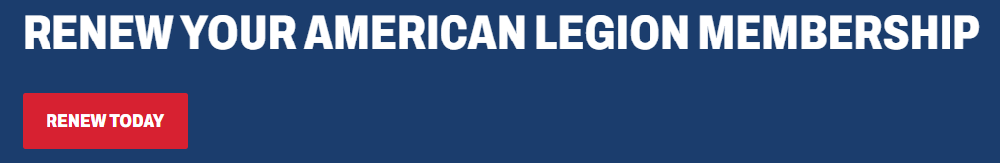 RENEW YOUR AMERICAN LEGION MEMBERSHIP
RENEW TODAY